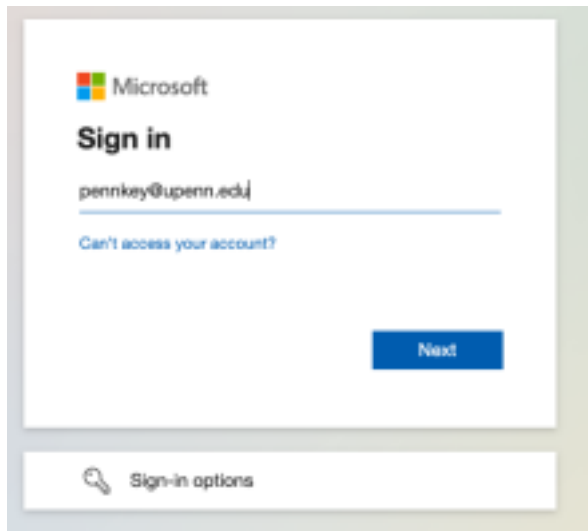 Microsoft
Sign in
pennkey@upenn.edu
Can't access your account?
Next
Sign-in options